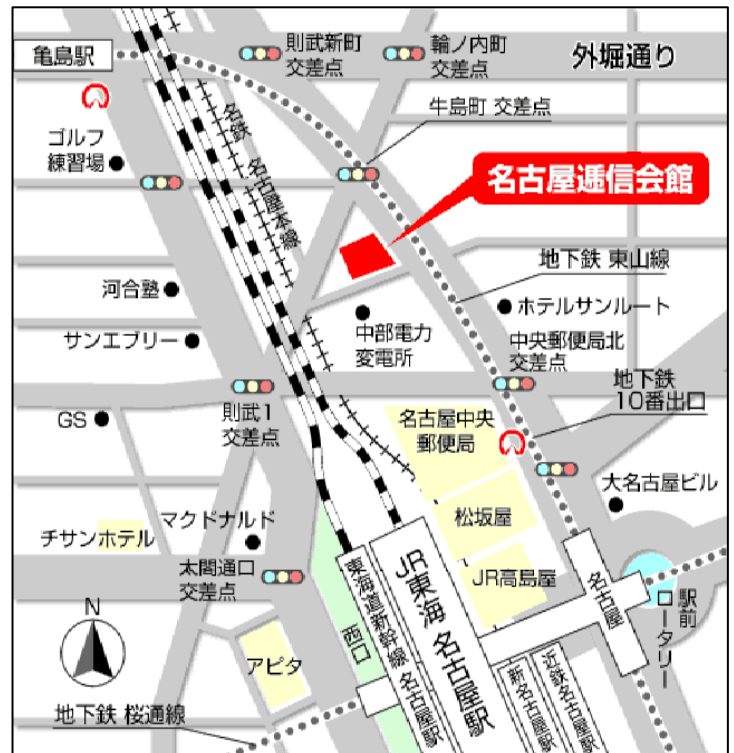 亀島駅
則武新町
交差点
輪ノ内町
交差点
外堀通り
牛島町 交差点
ゴルフ
練習場
名鉄 名古屋本線
名古屋逓信会館
地下鉄 東山線
河合塾
サンエブリー
中部電力
変電所
ホテルサンルート
中央郵便局北
交差点
地下鉄
10番出口
GS
則武1
交差点
名古屋中央
郵便局
大名古屋ビル
チサンホテル
マクドナルド
松坂屋
太閤通口
交差点
JR高島屋
東海道新幹線 名古屋駅
JR東海 名古屋駅
名古屋
駅前
ロータリー
西口
N
アピタ
新名古屋駅
近鉄名古屋駅
地下鉄 桜通線